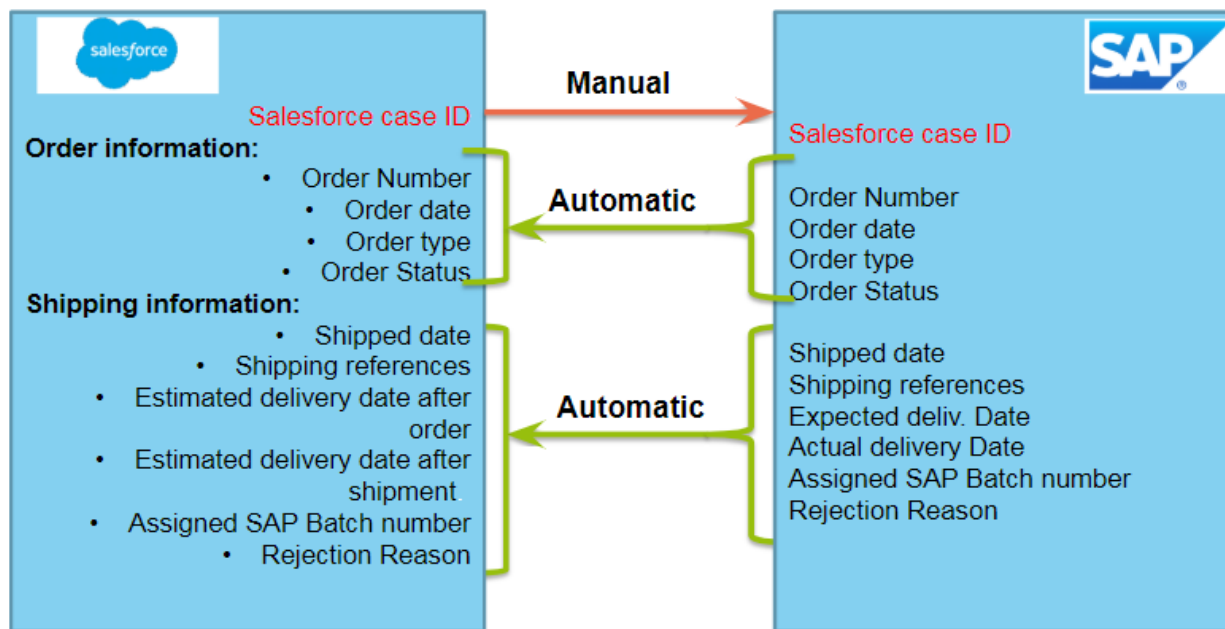 salesforce
Salesforce case ID
Order information:
• Order Number
• Order date
• Order type
• Order Status
Shipping information:
• Shipped date
• Shipping references
• Estimated delivery date after
order
• Estimated delivery date after
shipment.
• Assigned SAP Batch number
• Rejection Reason
Manual
Automatic
Automatic
SAP®
Salesforce case ID
Order Number
Order date
Order type
Order Status
Shipped date
Shipping references
Expected deliv. Date
Actual delivery Date
Assigned SAP Batch number
Rejection Reason